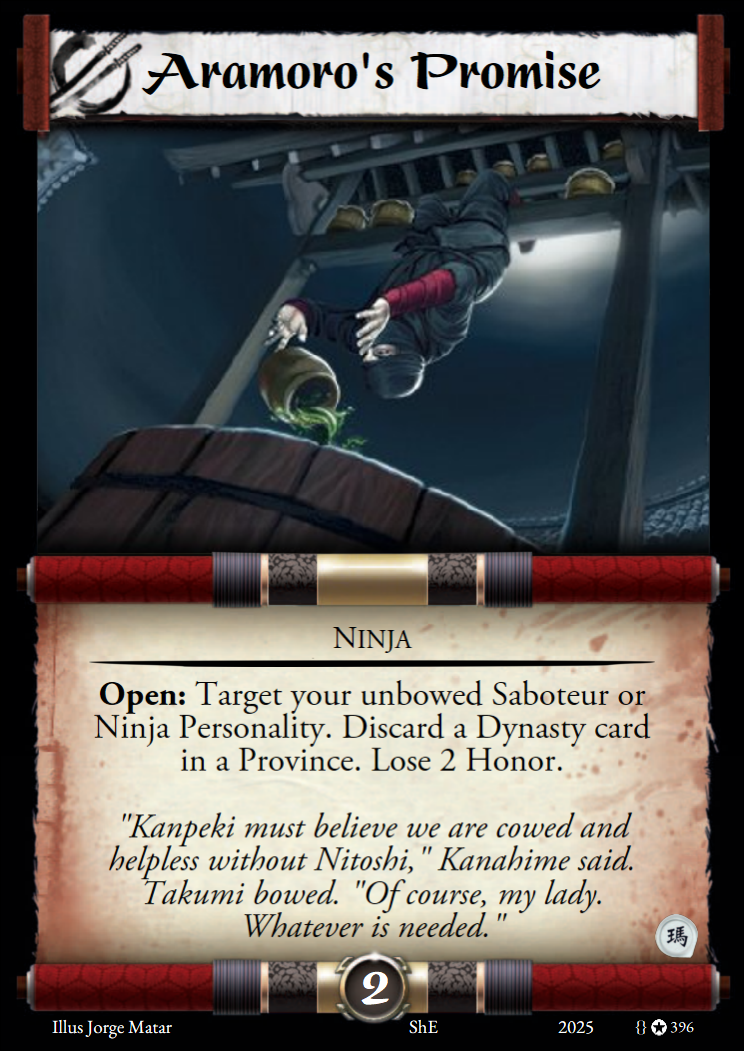 Aramoro's Promise
Ninja
Open: Target your unbowed Saboteur or
Ninja Personality. Discard a Dynasty card
in a Province. Lose 2 Honor.
"Kanpeki must believe we are cowed and
helpless without Nitoshi," Kanahime said.
Takumi bowed. "Of course, my lady.
Whatever is needed."
瑪
2
Illus Jorge Matar ShE 2025 {} ✪ 396